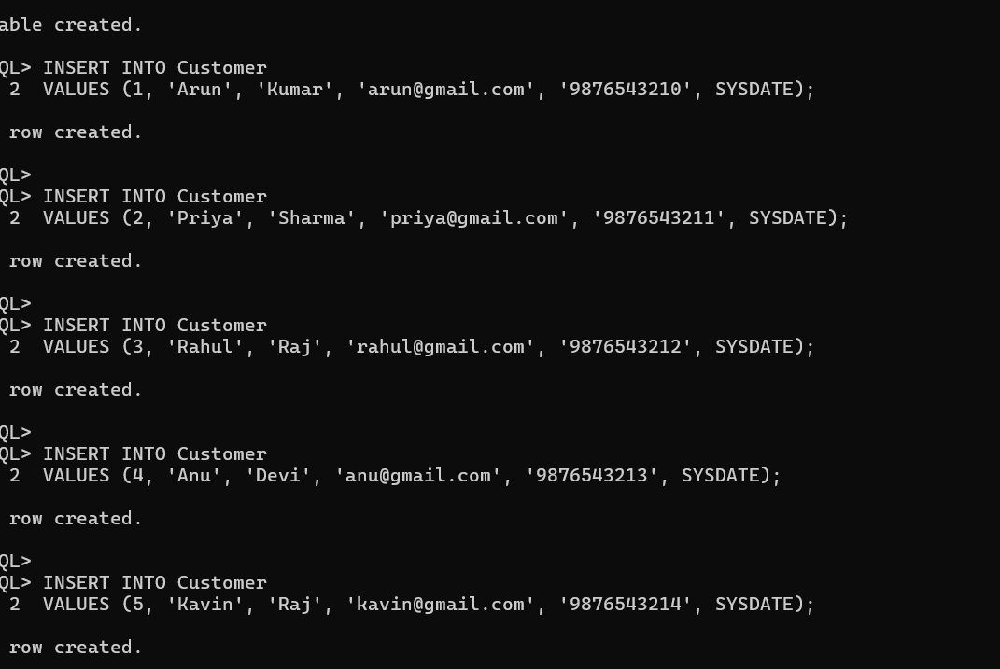 able created.
QL> INSERT INTO Customer
2 VALUES (1, 'Arun', 'Kumar', 'arun@gmail.com', '9876543210', SYSDATE);
row created.
QL>
QL> INSERT INTO Customer
2 VALUES (2, 'Priya', 'Sharma', 'priya@gmail.com', '9876543211', SYSDATE);
row created.
QL>
QL> INSERT INTO Customer
2 VALUES (3, 'Rahul', 'Raj', 'rahul@gmail.com', '9876543212', SYSDATE);
row created.
QL>
QL> INSERT INTO Customer
2 VALUES (4, 'Anu', 'Devi', 'anu@gmail.com', '9876543213', SYSDATE);
row created.
QL>
QL> INSERT INTO Customer
2 VALUES (5, 'Kavin', 'Raj', 'kavin@gmail.com', '9876543214', SYSDATE);
row created.